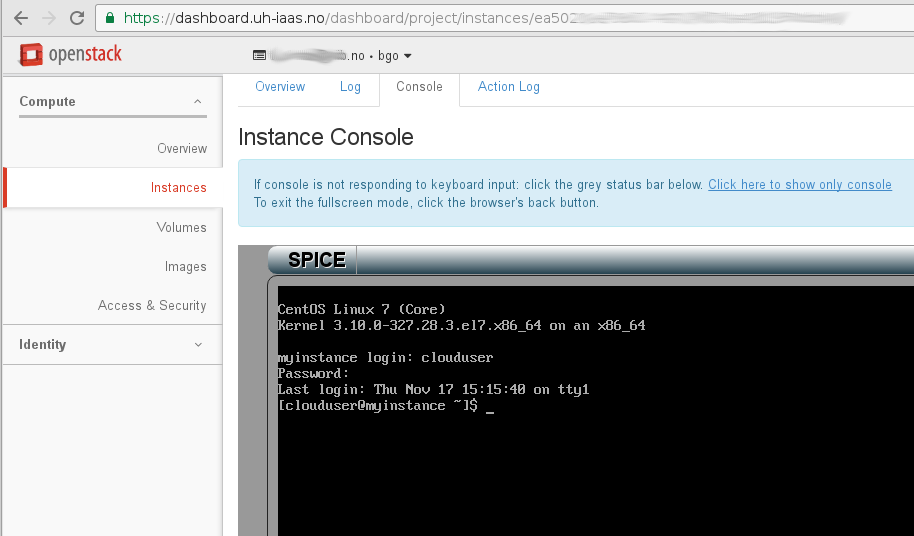 https://dashboard.uh-iaas.no/dashboard/project/instances/ea502
openstack
.no • bgo
Compute
Overview
Instances
Volumes
Images
Access & Security
Identity
Overview Log Console Action Log
Instance Console
If console is not responding to keyboard input: click the grey status bar below. Click here to show only console
To exit the fullscreen mode, click the browser's back button.
SPICE
CentOS Linux 7 (Core)
Kernel 3.10.0-327.28.3.el7.x86_64 on an x86_64
myinstance login: clouduser
Password:
Last login: Thu Nov 17 15:15:40 on tty1
[clouduser@myinstance ~]$ _